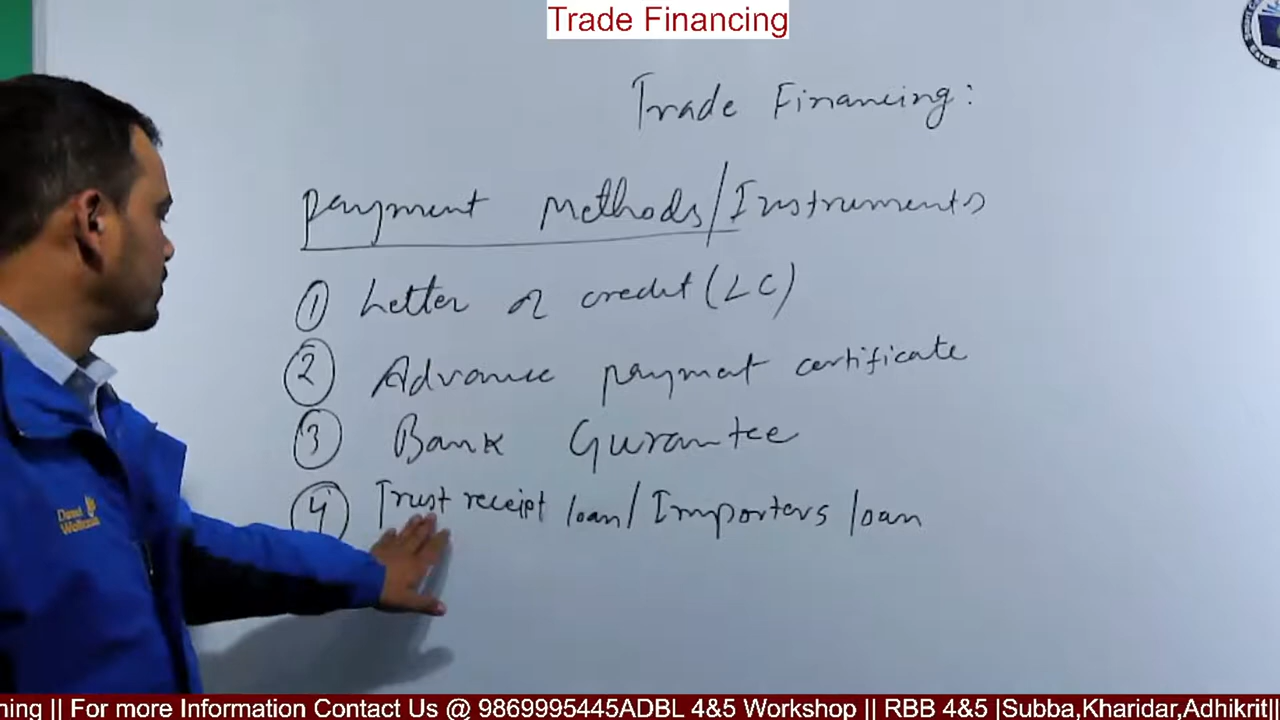 Trade Financing
Trade Financing:
Payment Methods/Instruments
1 Letter of credit (LC)
2 Advance payment certificate
3 Bank Gurantee
4 Trust receipt loan/Importers loan
ning || For more Information Contact Us @ 9869995445ADBL 4&5 Workshop || RBB 4&5 |Subba,Kharidar,Adhikrit||